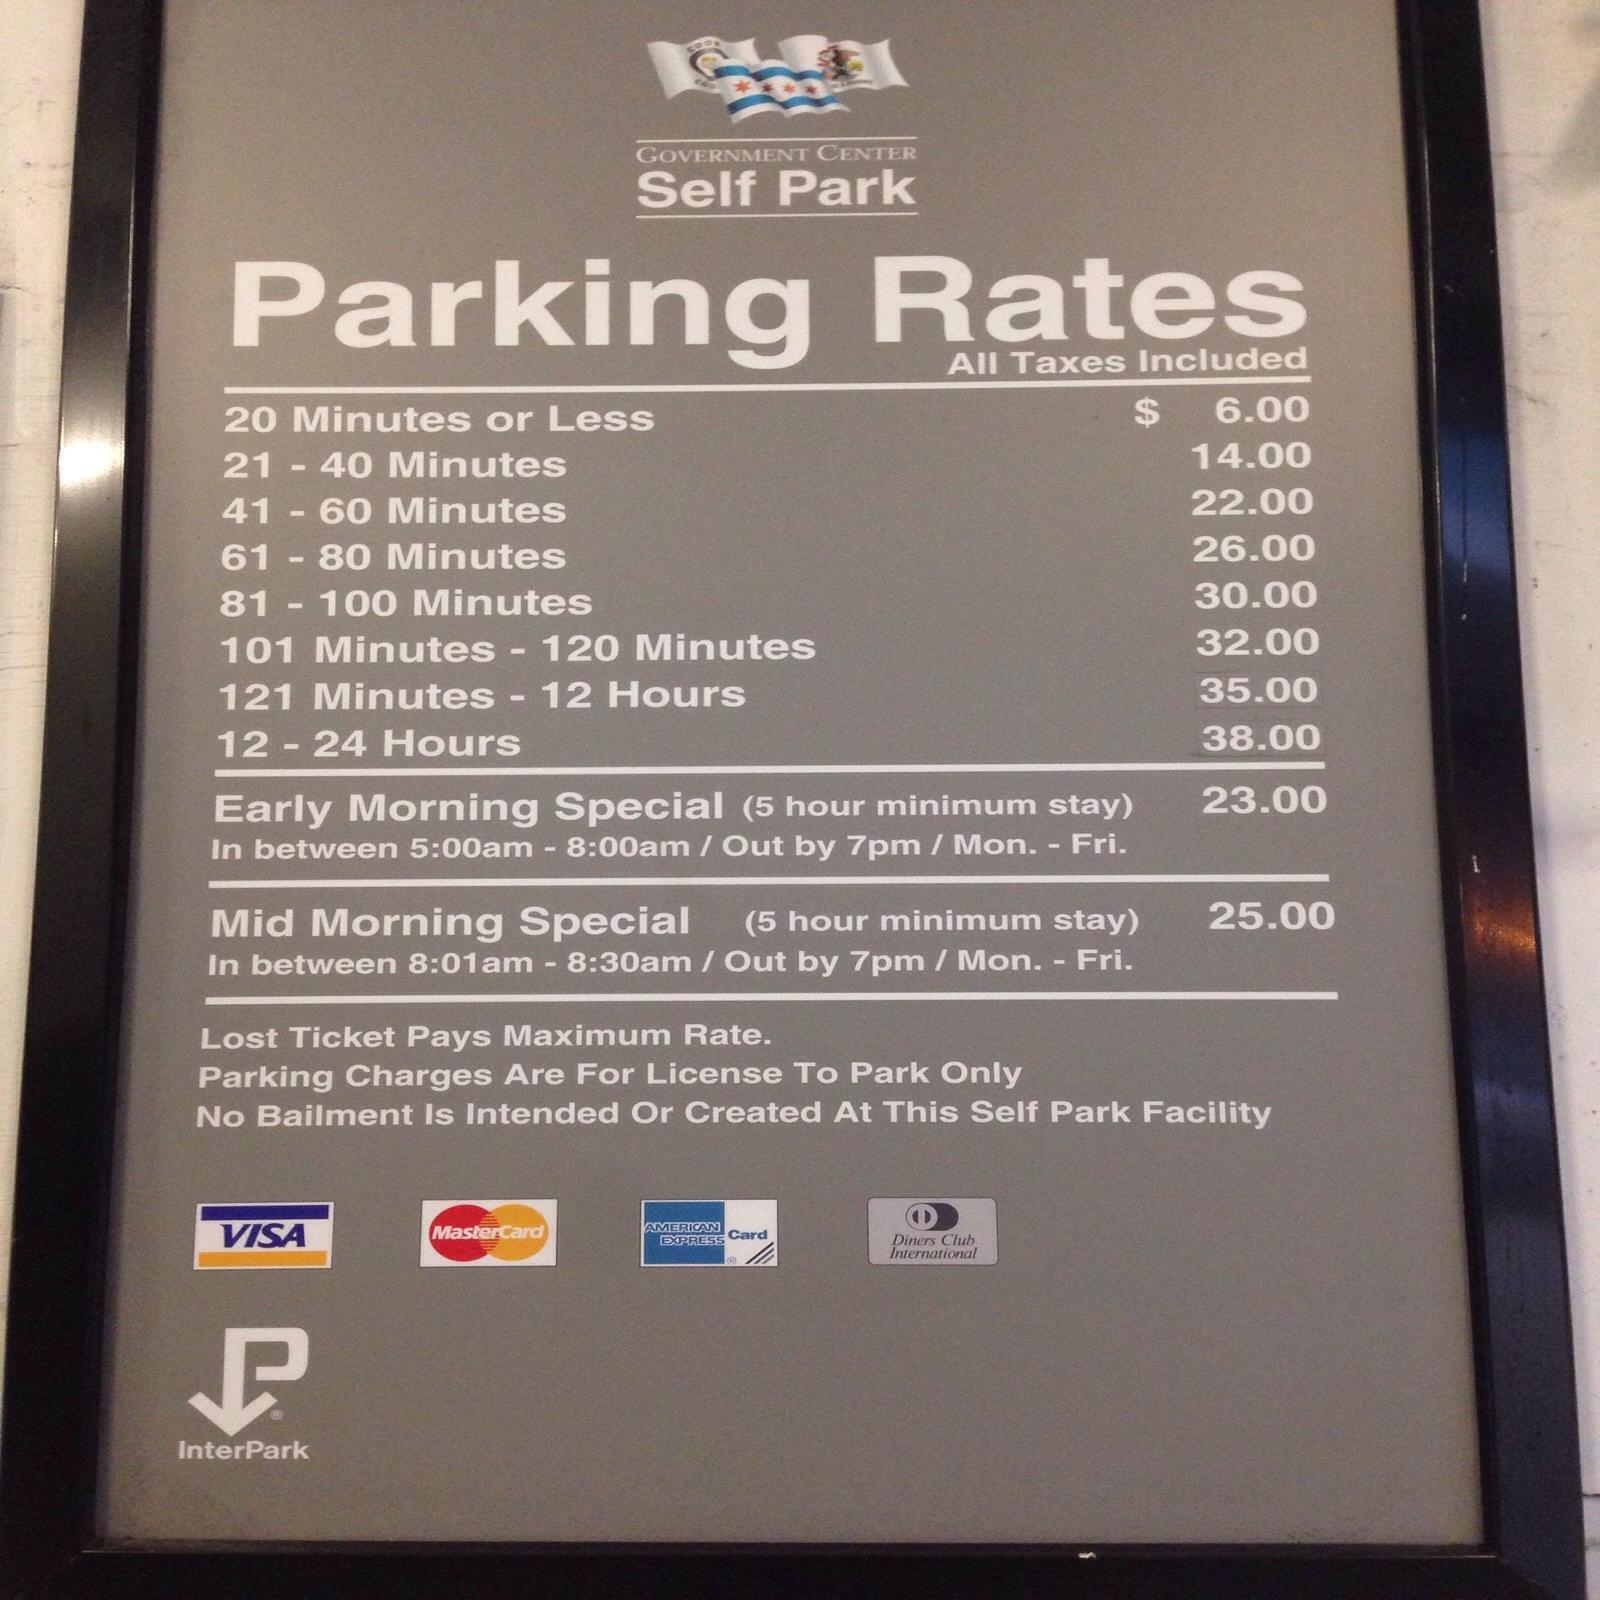 GOVERNMENT CENTER
Self Park
Parking Rates
All Taxes Included
20 Minutes or Less $ 6.00
21 - 40 Minutes 14.00
41 - 60 Minutes 22.00
61 - 80 Minutes 26.00
81 - 100 Minutes 30.00
101 Minutes - 120 Minutes 32.00
121 Minutes - 12 Hours 35.00
12 - 24 Hours 38.00
Early Morning Special (5 hour minimum stay) 23.00
In between 5:00am - 8:00am / Out by 7pm / Mon. - Fri.
Mid Morning Special (5 hour minimum stay) 25.00
In between 8:01am - 8:30am / Out by 7pm / Mon. - Fri.
Lost Ticket Pays Maximum Rate.
Parking Charges Are For License To Park Only
No Bailment Is Intended Or Created At This Self Park Facility
VISA MasterCard AMERICAN EXPRESS Card ® Diners Club International
P ®
InterPark